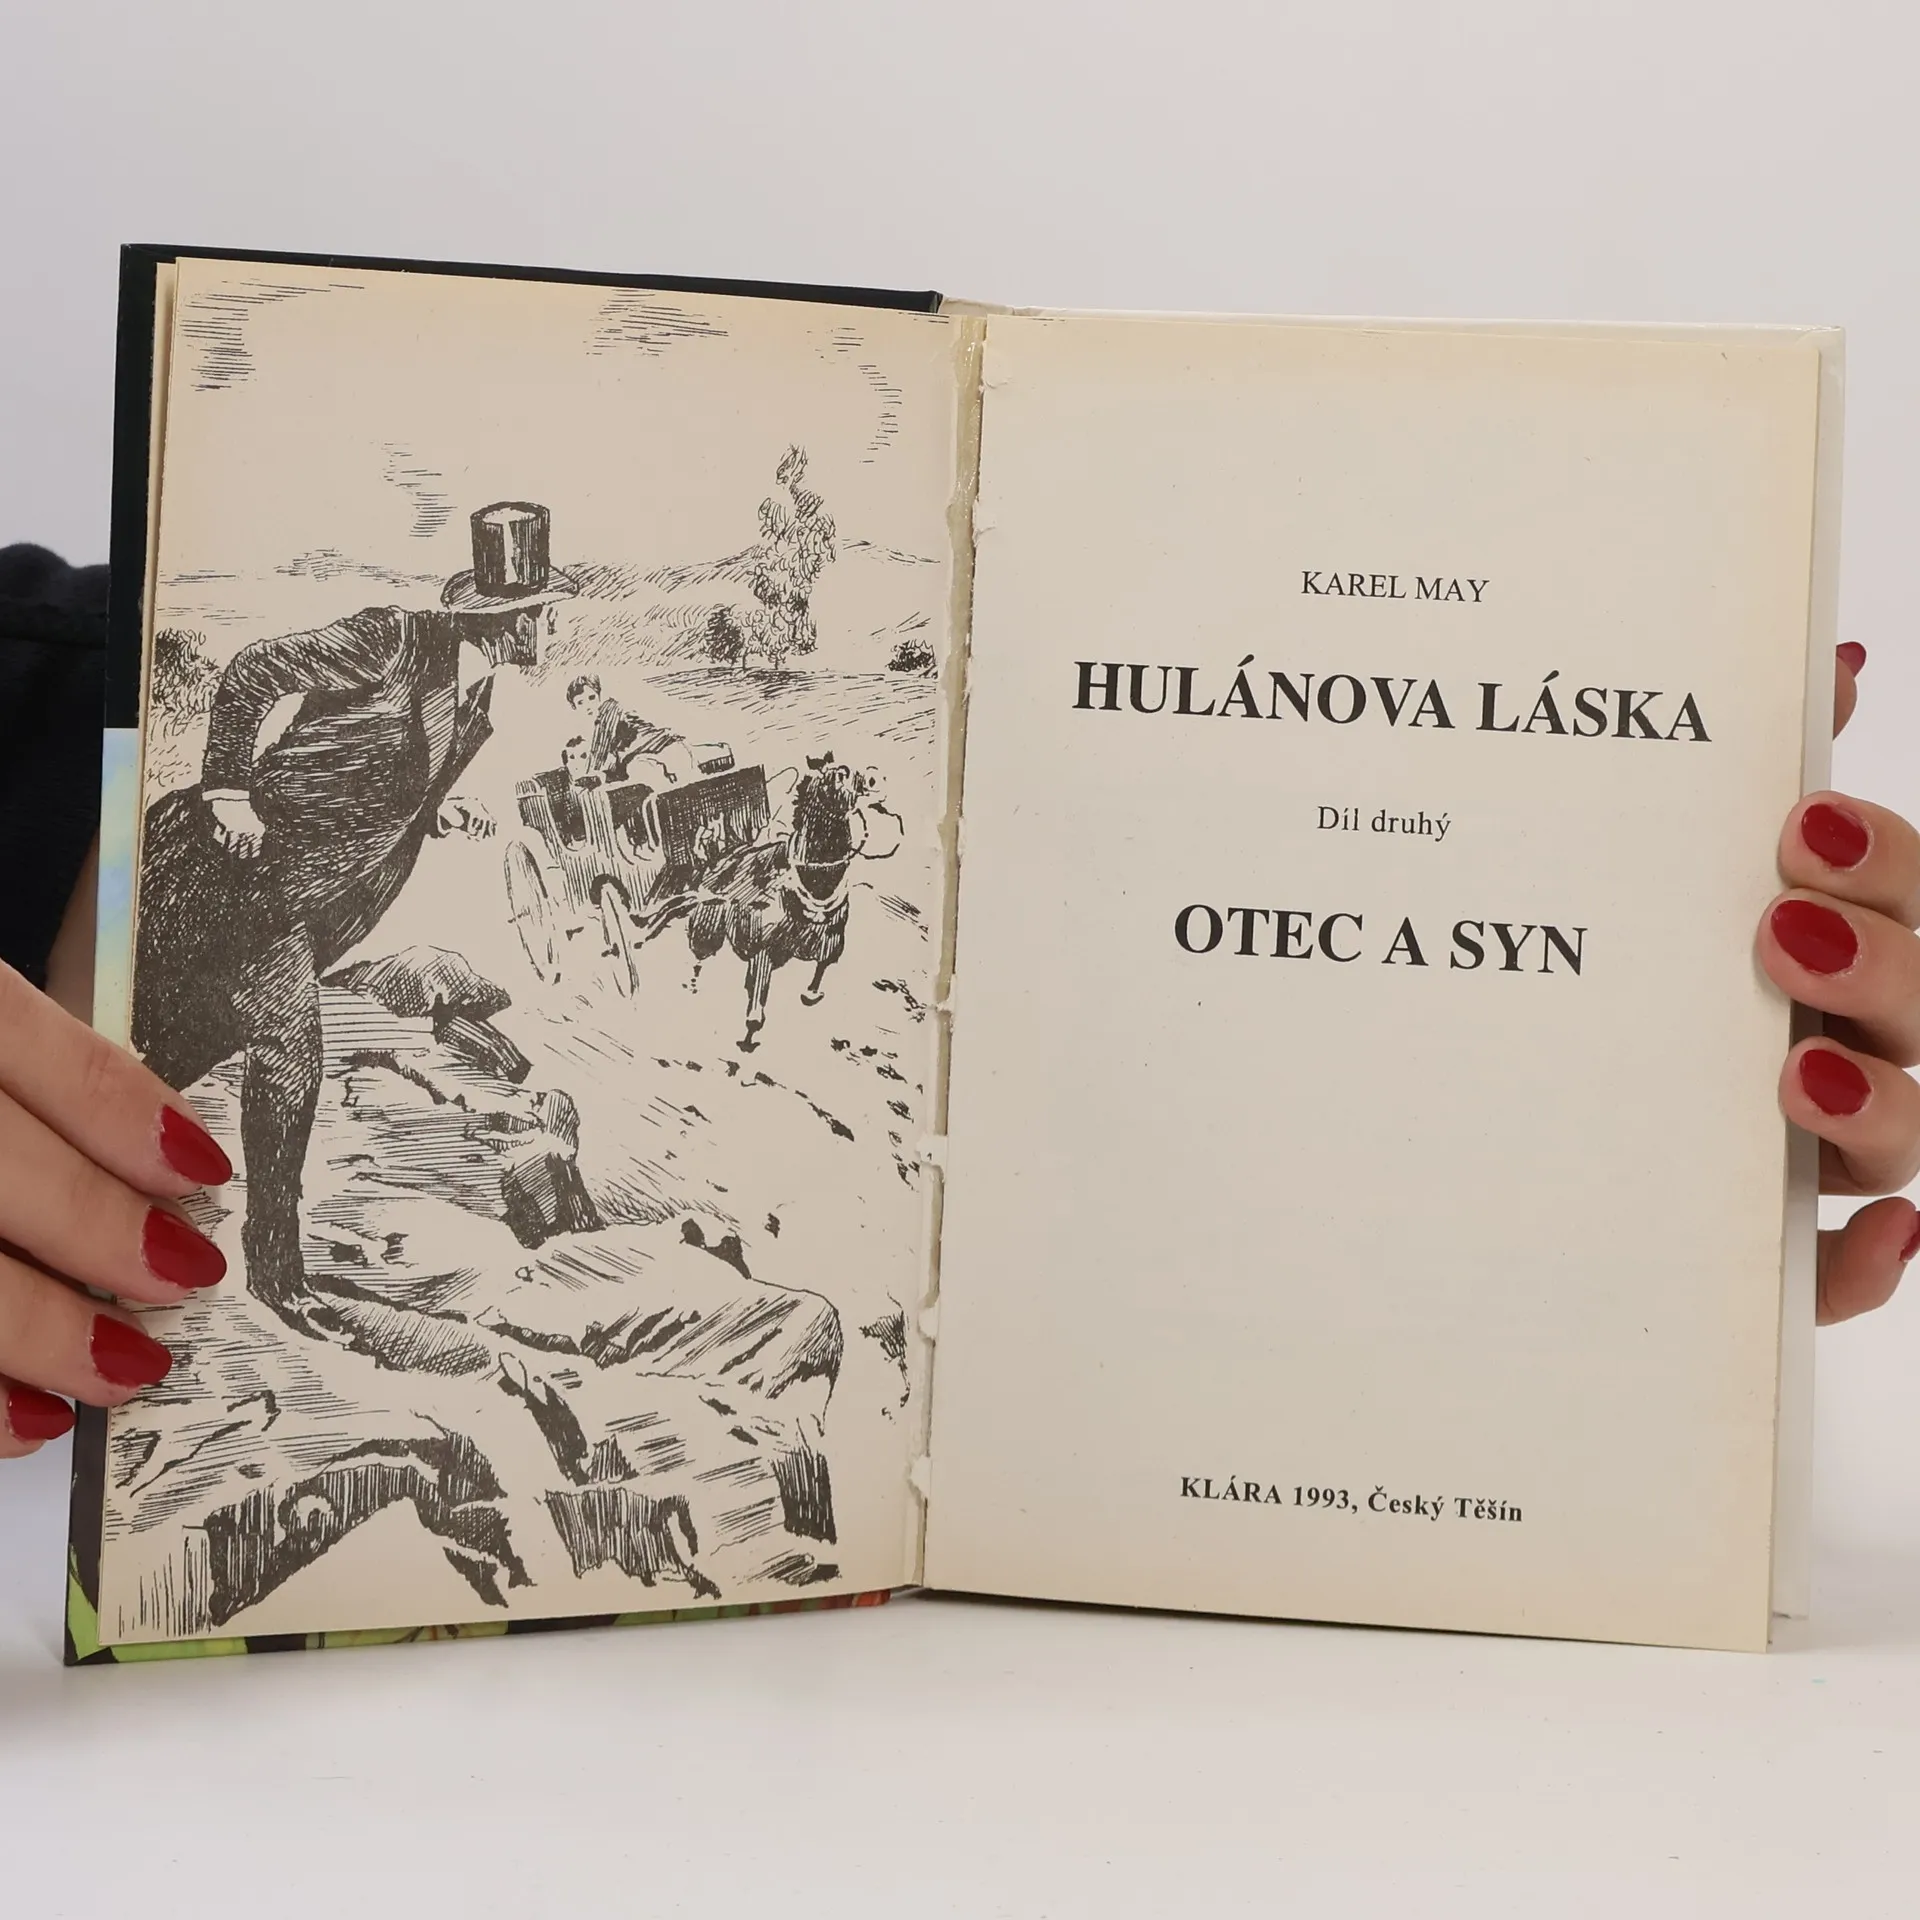 KAREL MAY
HULÁNOVA LÁSKA
Díl druhý
OTEC A SYN
KLÁRA 1993, Český Těšín